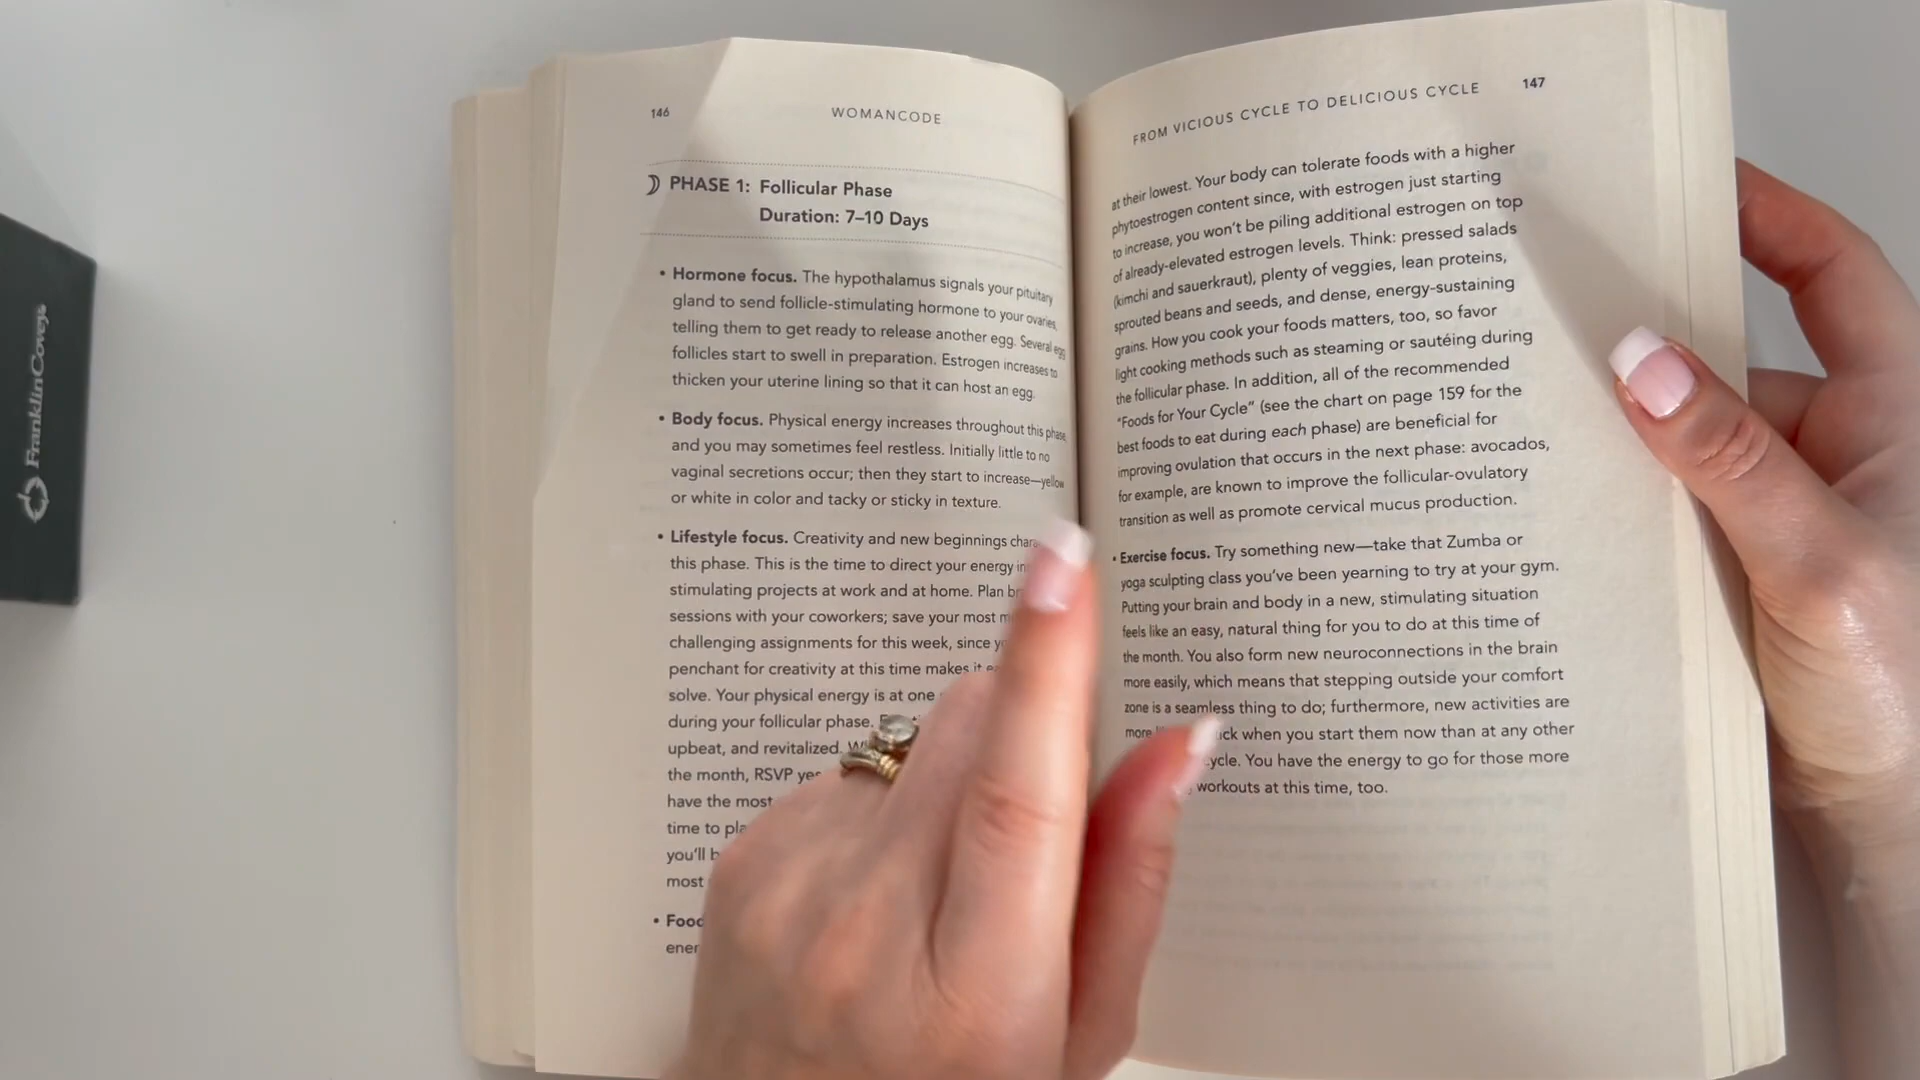 FranklinCovey®
146
WOMANCODE
PHASE 1: Follicular Phase
Duration: 7–10 Days
• Hormone focus. The hypothalamus signals your pituitary
gland to send follicle-stimulating hormone to your ovaries,
telling them to get ready to release another egg. Several egg
follicles start to swell in preparation. Estrogen increases to
thicken your uterine lining so that it can host an egg.
• Body focus. Physical energy increases throughout this phase,
and you may sometimes feel restless. Initially little to no
vaginal secretions occur; then they start to increase—yellow
or white in color and tacky or sticky in texture.
• Lifestyle focus. Creativity and new beginnings
this phase. This is the time to direct your energy
stimulating projects at work and at home. Plan
sessions with your coworkers; save your most
challenging assignments for this week, since
penchant for creativity at this time makes it
solve. Your physical energy is at one
during your follicular phase.
upbeat, and revitalized.
the month, RSVP
have the most
time to
you'll
most
• Food
147
FROM VICIOUS CYCLE TO DELICIOUS CYCLE
at their lowest. Your body can tolerate foods with a higher
phytoestrogen content since, with estrogen just starting
to increase, you won't be piling additional estrogen on top
of already-elevated estrogen levels. Think: pressed salads
(kimchi and sauerkraut), plenty of veggies, lean proteins,
sprouted beans and seeds, and dense, energy-sustaining
grains. How you cook your foods matters, too, so favor
light cooking methods such as steaming or sautéing during
the follicular phase. In addition, all of the recommended
"Foods for Your Cycle" (see the chart on page 159 for the
best foods to eat during each phase) are beneficial for
improving ovulation that occurs in the next phase: avocados,
for example, are known to improve the follicular-ovulatory
transition as well as promote cervical mucus production.
• Exercise focus. Try something new—take that Zumba or
yoga sculpting class you've been yearning to try at your gym.
Putting your brain and body in a new, stimulating situation
feels like an easy, natural thing for you to do at this time of
the month. You also form new neuroconnections in the brain
more easily, which means that stepping outside your comfort
zone is a seamless thing to do; furthermore, new activities are
more when you start them now than at any other
You have the energy to go for those more
workouts at this time, too.